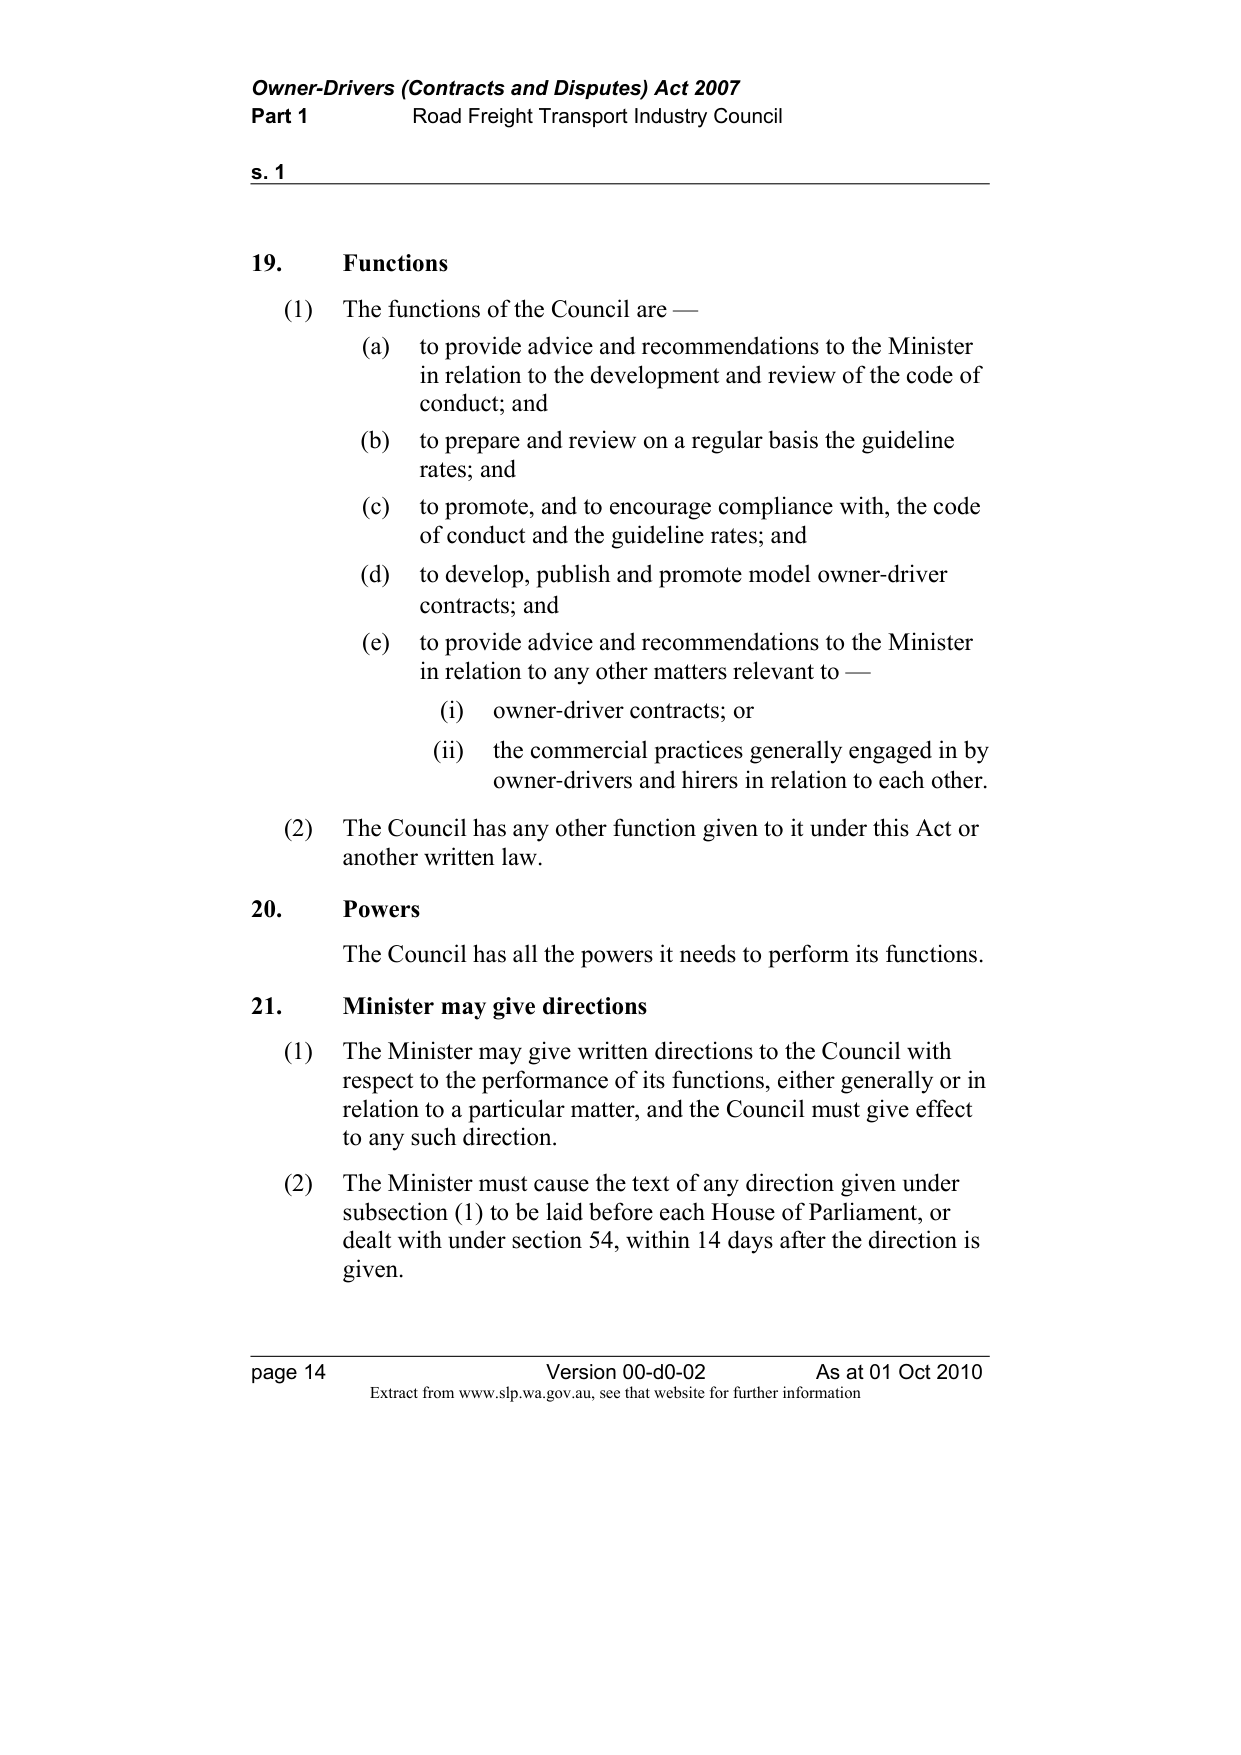 Owner-Drivers (Contracts and Disputes) Act 2007
Part 1 Road Freight Transport Industry Council
s. 1
19. Functions
(1) The functions of the Council are —
(a) to provide advice and recommendations to the Minister
in relation to the development and review of the code of
conduct; and
(b) to prepare and review on a regular basis the guideline
rates; and
(c) to promote, and to encourage compliance with, the code
of conduct and the guideline rates; and
(d) to develop, publish and promote model owner-driver
contracts; and
(e) to provide advice and recommendations to the Minister
in relation to any other matters relevant to —
(i) owner-driver contracts; or
(ii) the commercial practices generally engaged in by
owner-drivers and hirers in relation to each other.
(2) The Council has any other function given to it under this Act or
another written law.
20. Powers
The Council has all the powers it needs to perform its functions.
21. Minister may give directions
(1) The Minister may give written directions to the Council with
respect to the performance of its functions, either generally or in
relation to a particular matter, and the Council must give effect
to any such direction.
(2) The Minister must cause the text of any direction given under
subsection (1) to be laid before each House of Parliament, or
dealt with under section 54, within 14 days after the direction is
given.
page 14 Version 00-d0-02 As at 01 Oct 2010
Extract from www.slp.wa.gov.au, see that website for further information